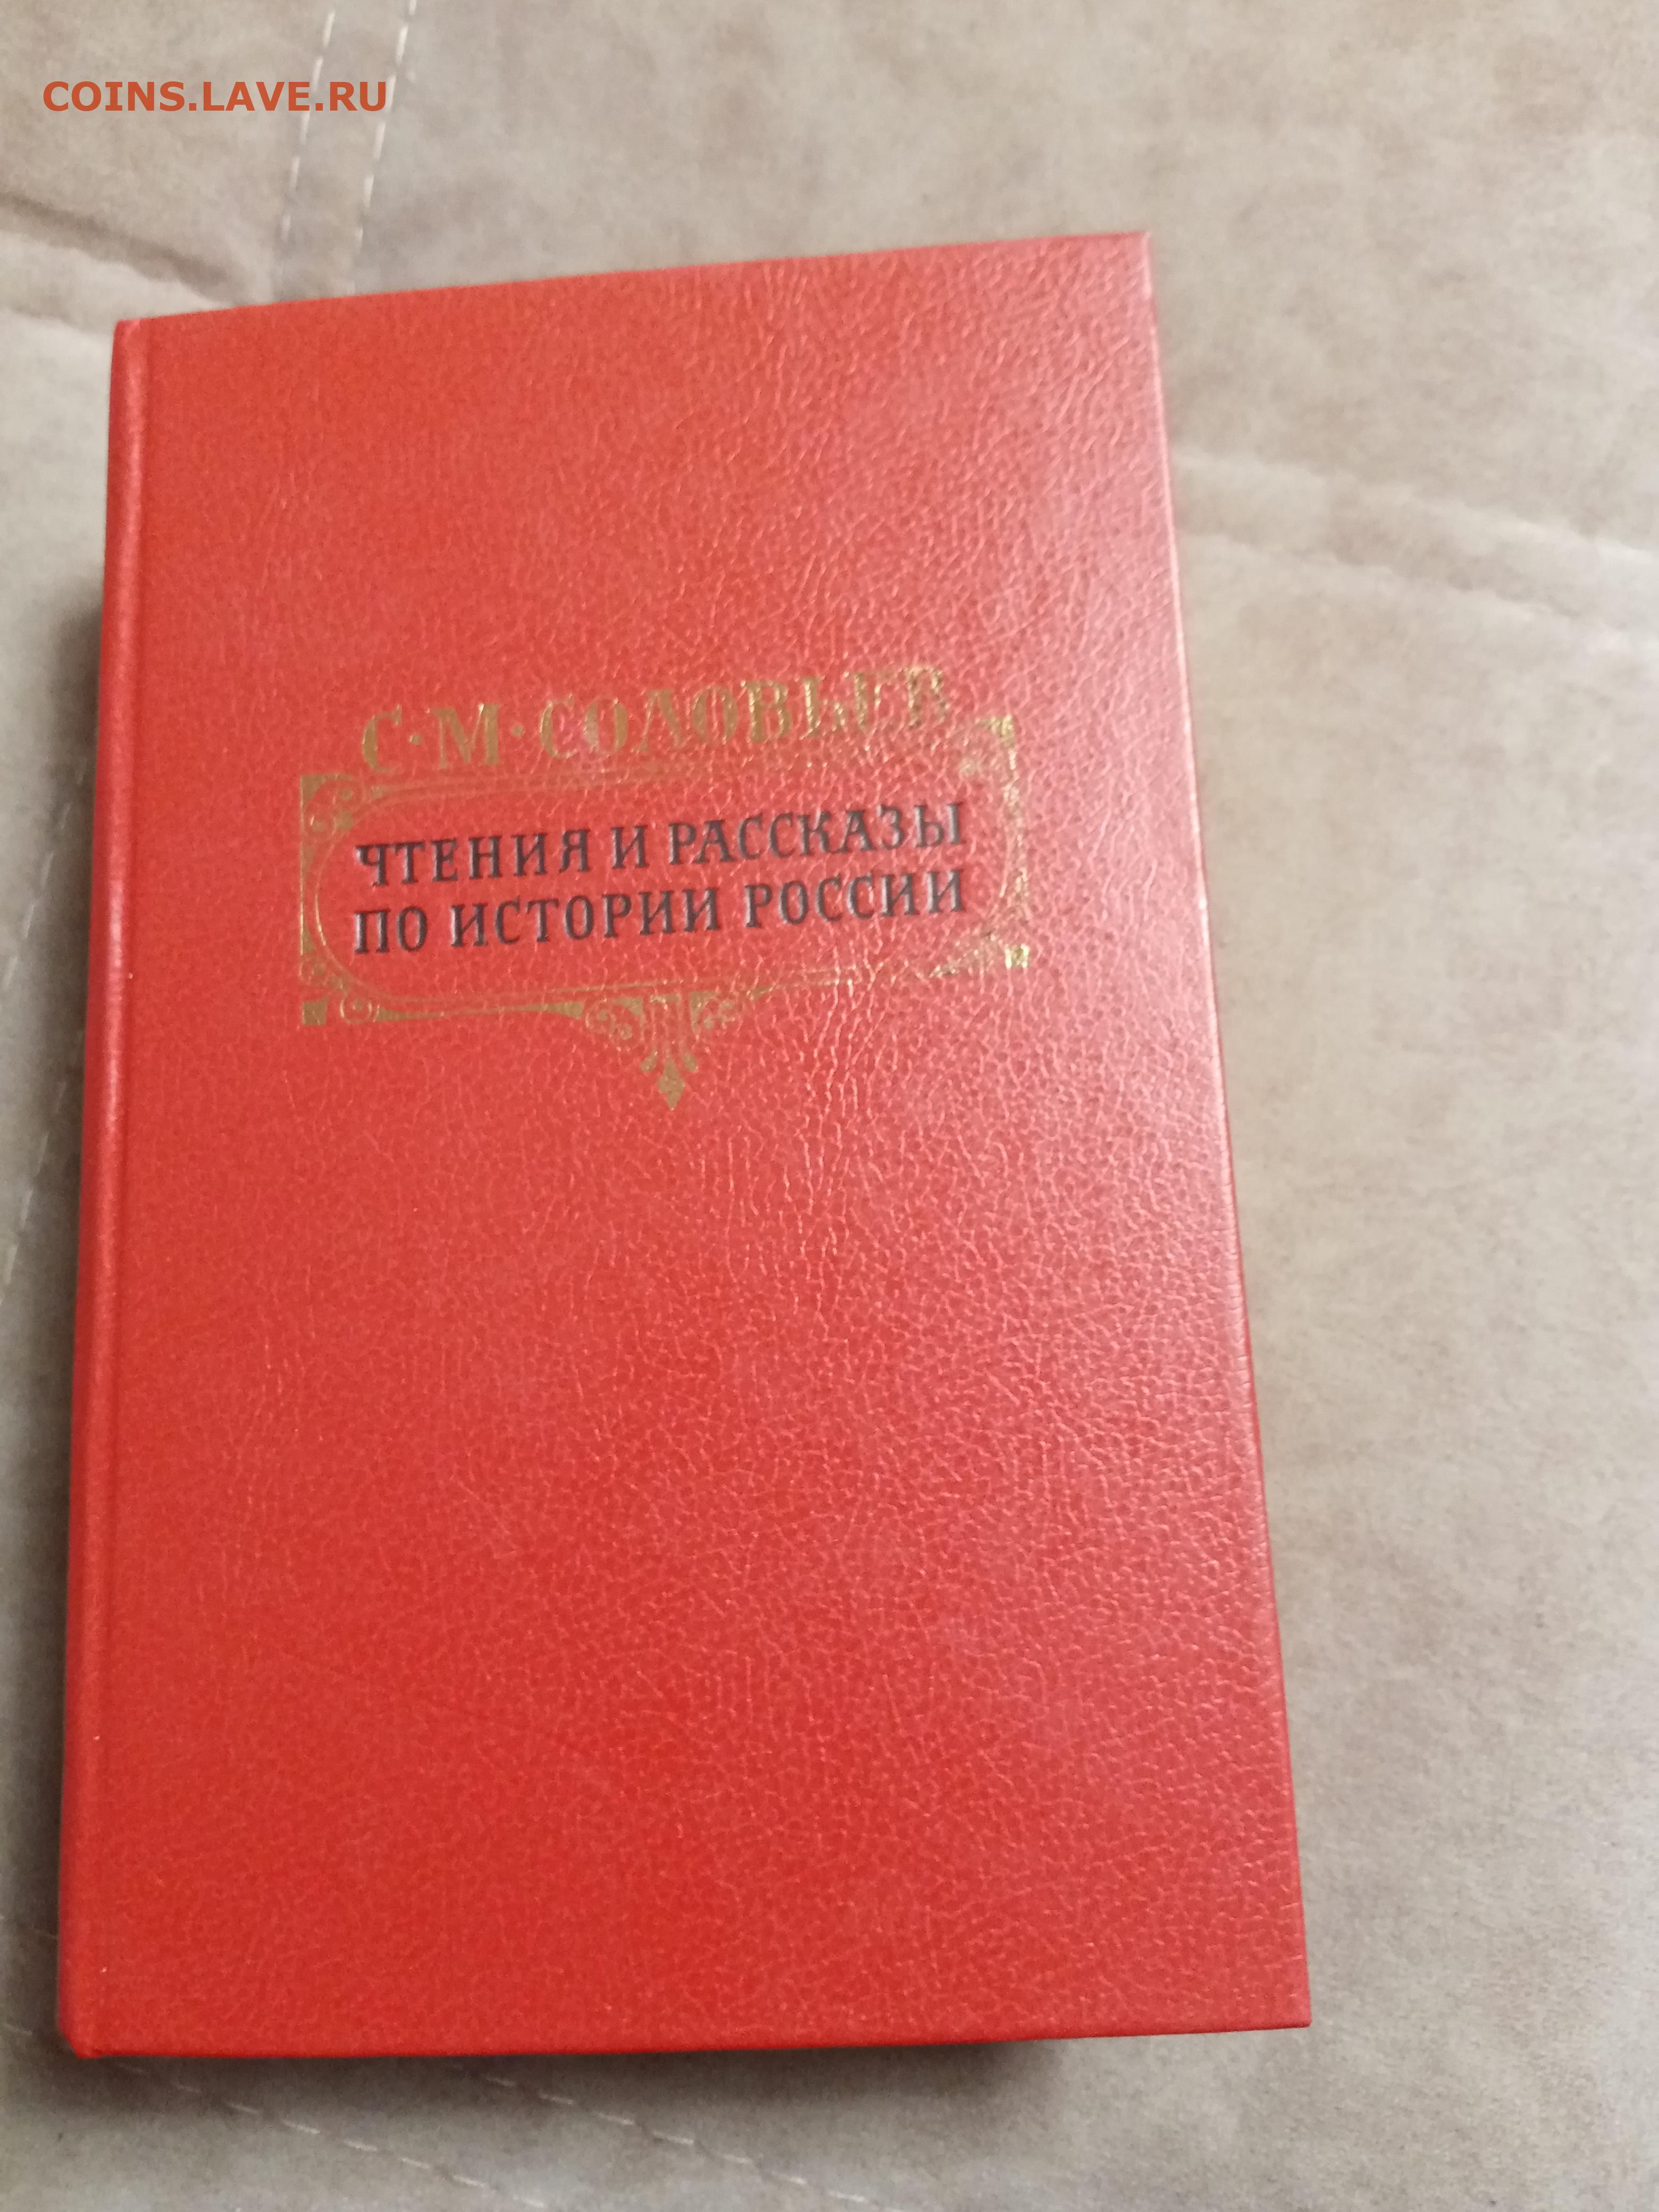 COINS.LAVE.RU
С·М·СОЛОВЬЕВ
ЧТЕНИЯ И РАССКАЗЫ
ПО ИСТОРИИ РОССИИ